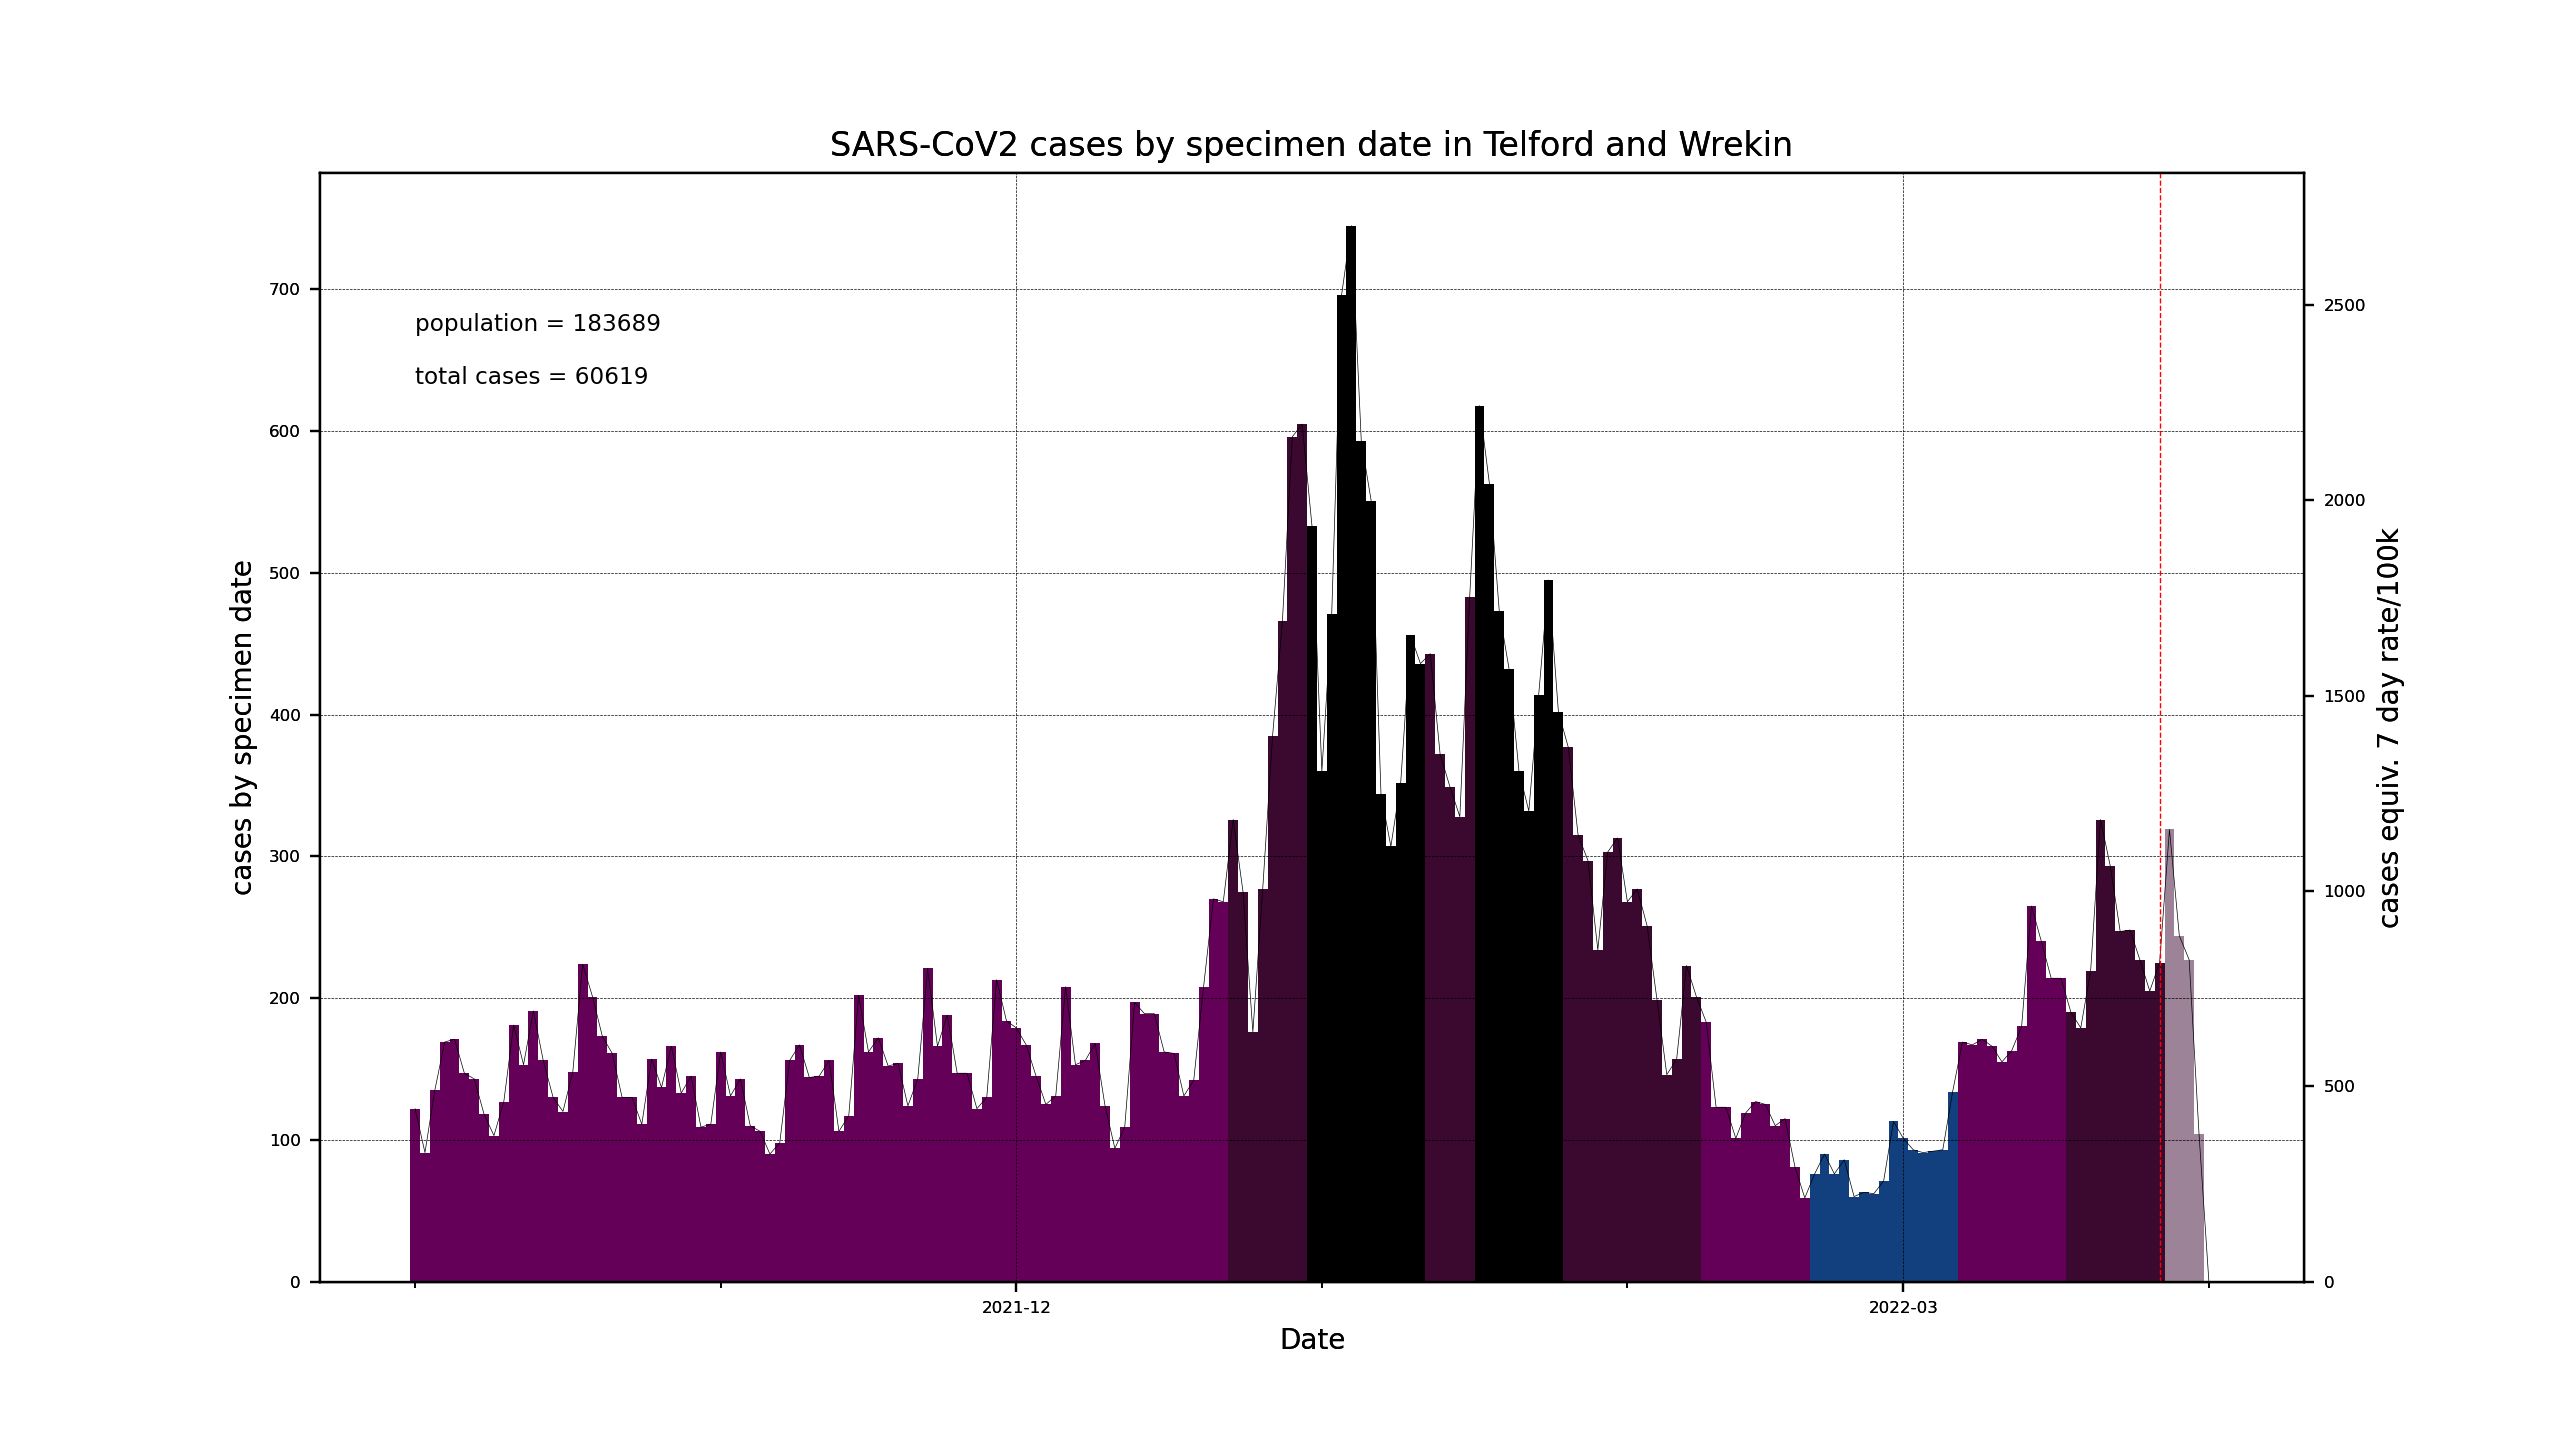 SARS-CoV2 cases by specimen date in Telford and Wrekin
population = 183689
total cases = 60619
cases by specimen date
700
600
500
400
300
200
100
0
2500
2000
1500
1000
500
0
cases equiv. 7 day rate/100k
2021-12
2022-03
Date